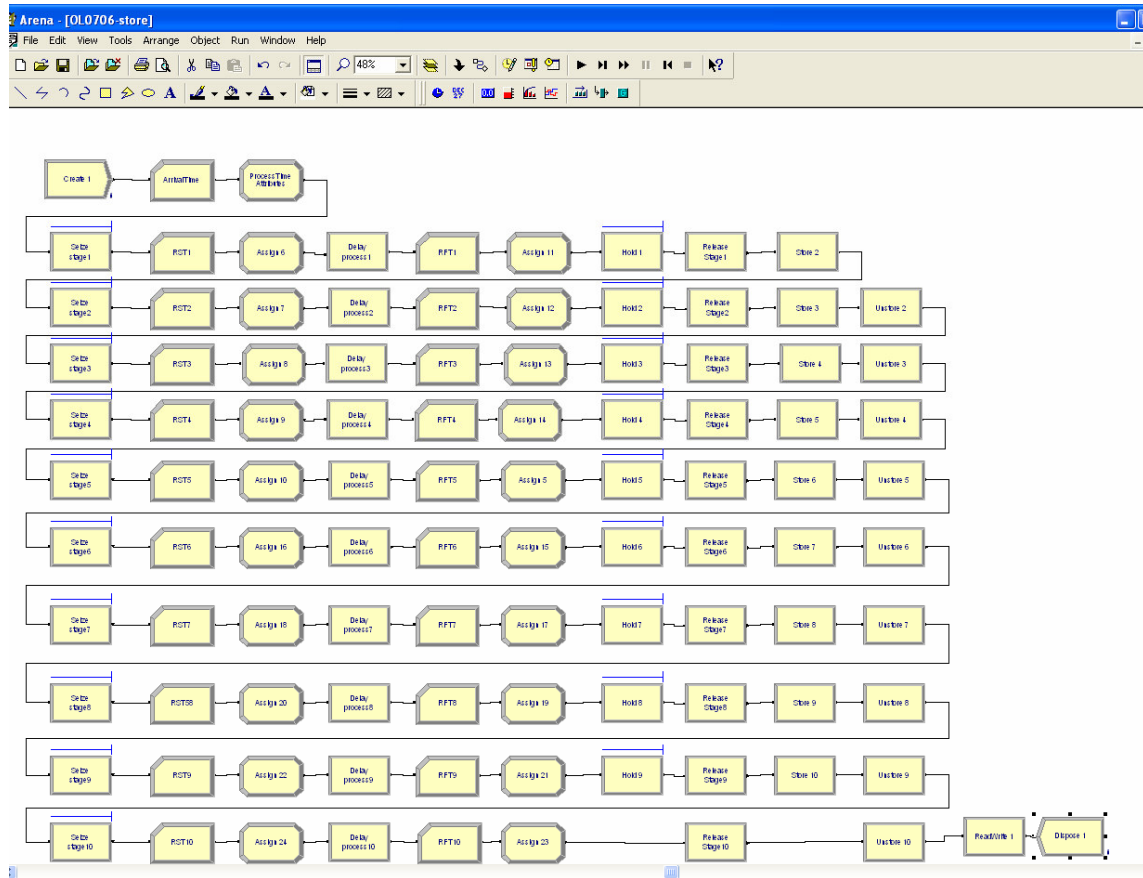 Arena - [OL0706-store]
File Edit View Tools Arrange Object Run Window Help
48%
Create 1 ArrivalTime Process Time
Attributes
Seize
stage1 RST1 Assign 6 Delay
process1 RFT1 Assign 11 Hold 1 Release
Stage1 Store 2
Seize
stage2 RST2 Assign 7 Delay
process2 RFT2 Assign 12 Hold 2 Release
Stage2 Store 3 Unstore 2
Seize
stage3 RST3 Assign 8 Delay
process3 RFT3 Assign 13 Hold 3 Release
Stage3 Store 4 Unstore 3
Seize
stage4 RST4 Assign 9 Delay
process4 RFT4 Assign 14 Hold 4 Release
Stage4 Store 5 Unstore 4
Seize
stage5 RST5 Assign 10 Delay
process5 RFT5 Assign 5 Hold 5 Release
Stage5 Store 6 Unstore 5
Seize
stage6 RST6 Assign 16 Delay
process6 RFT6 Assign 15 Hold 6 Release
Stage6 Store 7 Unstore 6
Seize
stage7 RST7 Assign 18 Delay
process7 RFT7 Assign 17 Hold 7 Release
Stage7 Store 8 Unstore 7
Seize
stage8 RST58 Assign 20 Delay
process8 RFT8 Assign 19 Hold 8 Release
Stage8 Store 9 Unstore 8
Seize
stage9 RST9 Assign 22 Delay
process9 RFT9 Assign 21 Hold 9 Release
Stage9 Store 10 Unstore 9
Seize
stage10 RST10 Assign 24 Delay
process10 RFT10 Assign 23 Release
Stage10 Unstore 10 ReadWrite 1 Dispose 1